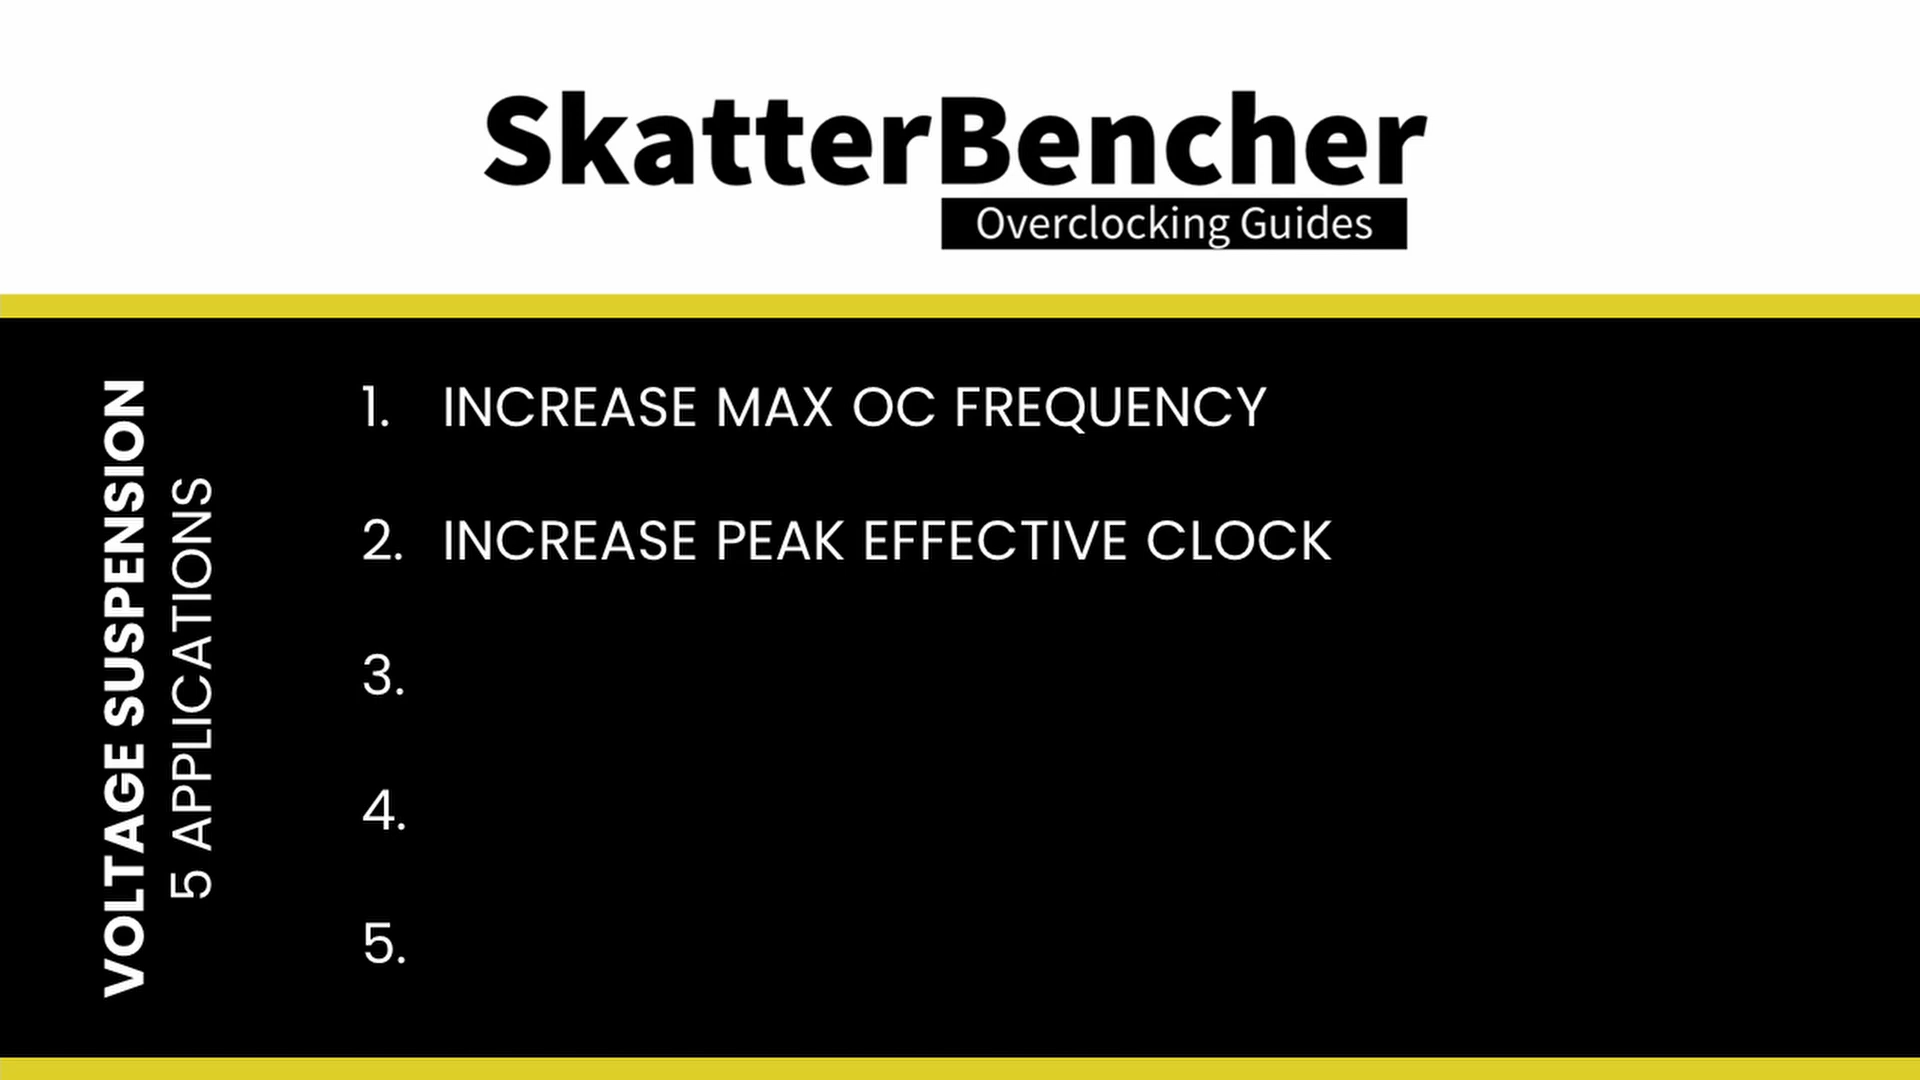 SkatterBencher
Overclocking Guides
VOLTAGE SUSPENSION
5 APPLICATIONS
1. INCREASE MAX OC FREQUENCY
2. INCREASE PEAK EFFECTIVE CLOCK
3.
4.
5.